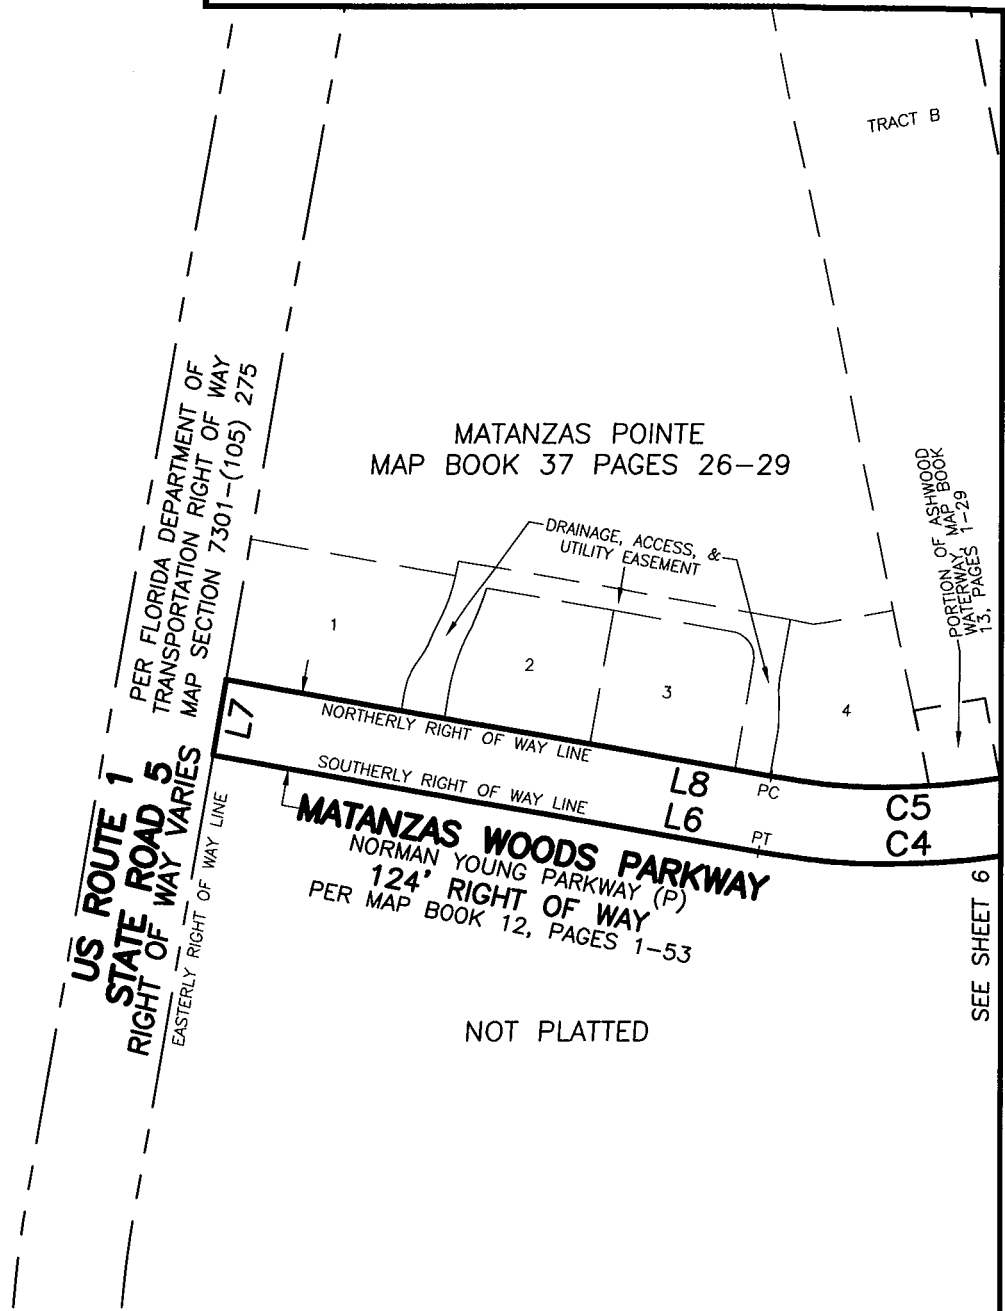 TRACT B
MATANZAS POINTE
MAP BOOK 37 PAGES 26-29
PER FLORIDA DEPARTMENT OF
TRANSPORTATION RIGHT OF WAY
MAP SECTION 7301-(105) 275
DRAINAGE, ACCESS, &
UTILITY EASEMENT
PORTION OF ASHWOOD
WATERWAY, MAP BOOK
13, PAGES 1-29
1
2
3
4
L7
NORTHERLY RIGHT OF WAY LINE
SOUTHERLY RIGHT OF WAY LINE
L8
L6
PC
PT
C5
C4
US ROUTE 1
STATE ROAD 5
RIGHT OF WAY VARIES
EASTERLY RIGHT OF WAY LINE
MATANZAS WOODS PARKWAY
NORMAN YOUNG PARKWAY (P)
124' RIGHT OF WAY
PER MAP BOOK 12, PAGES 1-53
SEE SHEET 6
NOT PLATTED